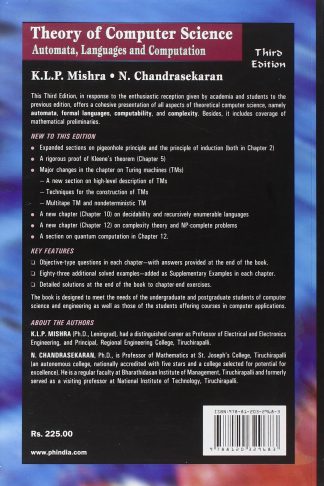 Theory of Computer Science
Automata, Languages and Computation
Third
Edition
K.L.P. Mishra • N. Chandrasekaran
This Third Edition, in response to the enthusiastic reception given by academia and students to the
previous edition, offers a cohesive presentation of all aspects of theoretical computer science, namely
automata, formal languages, computability, and complexity. Besides, it includes coverage of
mathematical preliminaries.
NEW TO THIS EDITION
• Expanded sections on pigeonhole principle and the principle of induction (both in Chapter 2)
• A rigorous proof of Kleene's theorem (Chapter 5)
• Major changes in the chapter on Turing machines (TMs)
– A new section on high-level description of TMs
– Techniques for the construction of TMs
– Multitape TM and nondeterministic TM
• A new chapter (Chapter 10) on decidability and recursively enumerable languages
• A new chapter (Chapter 12) on complexity theory and NP-complete problems
• A section on quantum computation in Chapter 12.
KEY FEATURES
❑ Objective-type questions in each chapter—with answers provided at the end of the book.
❑ Eighty-three additional solved examples—added as Supplementary Examples in each chapter.
❑ Detailed solutions at the end of the book to chapter-end exercises.
The book is designed to meet the needs of the undergraduate and postgraduate students of computer
science and engineering as well as those of the students offering courses in computer applications.
ABOUT THE AUTHORS
K.L.P. MISHRA (Ph.D., Leningrad), had a distinguished career as Professor of Electrical and Electronics
Engineering, and Principal, Regional Engineering College, Tiruchirapalli.
N. CHANDRASEKARAN, Ph.D., is Professor of Mathematics at St. Joseph's College, Tiruchirapalli
(an autonomous college, nationally accredited with five stars and a college selected for potential for
excellence). He is a regular faculty at Bharathidasan Institute of Management, Tiruchirapalli and formerly
served as a visiting professor at National Institute of Technology, Tiruchirapalli.
ISBN:978-81-203-2968-3
9 788120 329683
Rs. 225.00
www.phindia.com